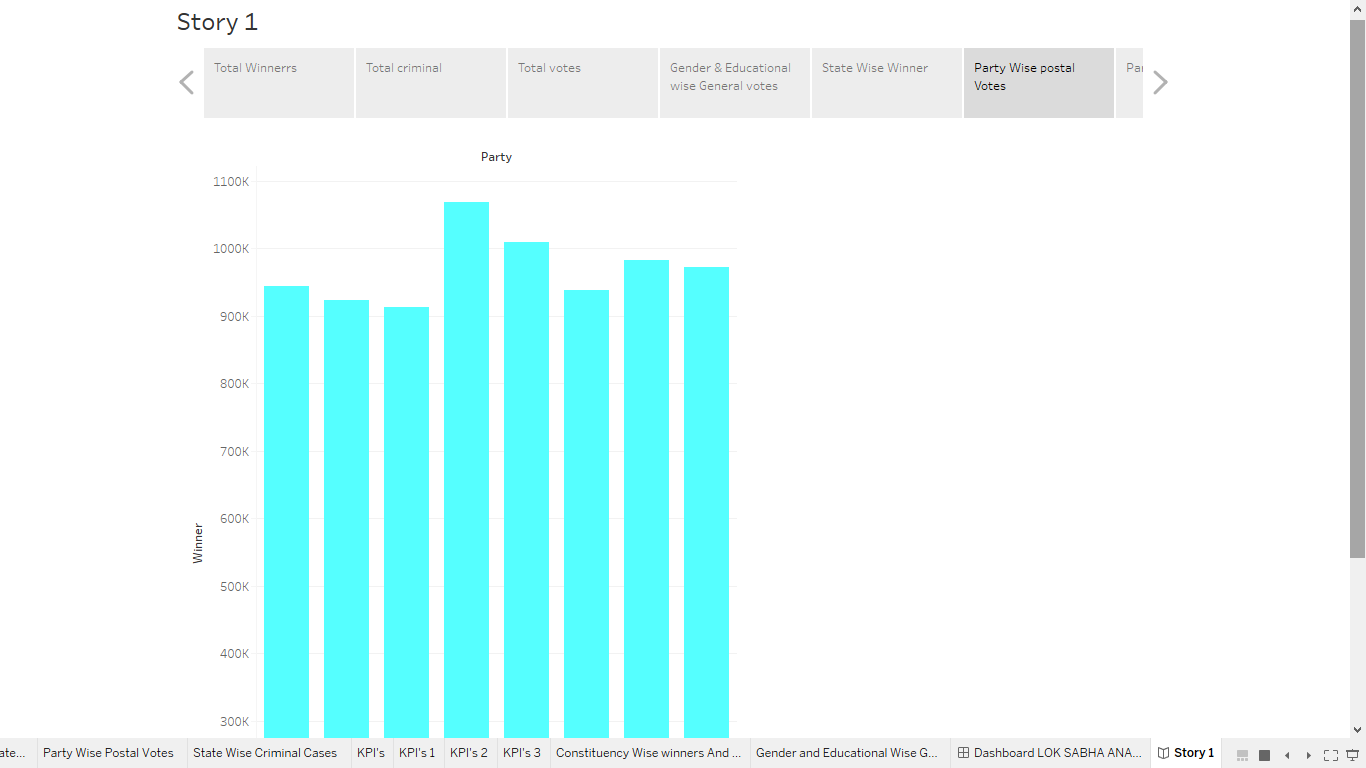 Story 1
Total Winnerrs
Total criminal
Total votes
Gender & Educational
wise General votes
State Wise Winner
Party Wise postal
Votes
Party
1100K
1000K
900K
800K
700K
600K
500K
400K
300K
Winner
ate...
Party Wise Postal Votes
State Wise Criminal Cases
KPI's
KPI's 1
KPI's 2
KPI's 3
Constituency Wise winners And ...
Gender and Educational Wise G...
Dashboard LOK SABHA ANA...
Story 1